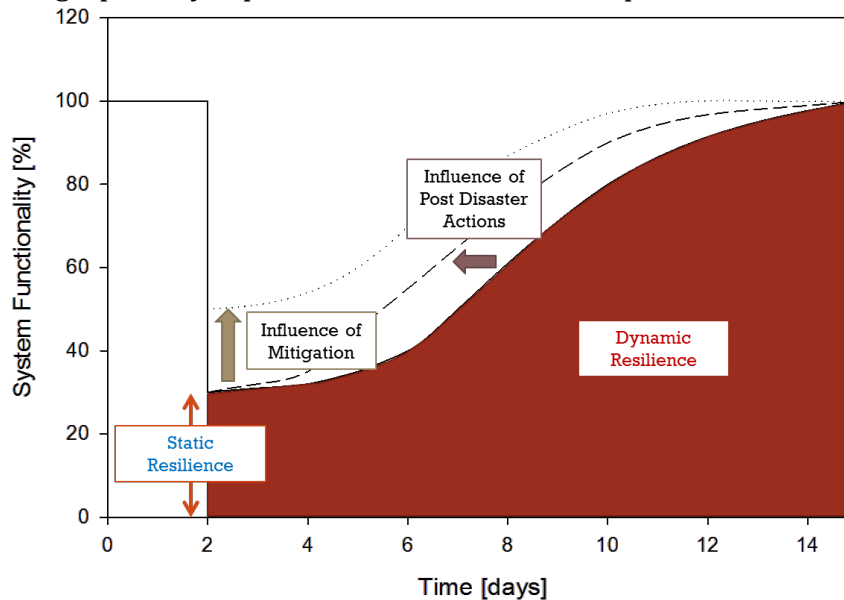 120
100
80
60
40
20
0
System Functionality [%]
Influence of
Post Disaster
Actions
Influence of
Mitigation
Dynamic
Resilience
Static
Resilience
0 2 4 6 8 10 12 14
Time [days]